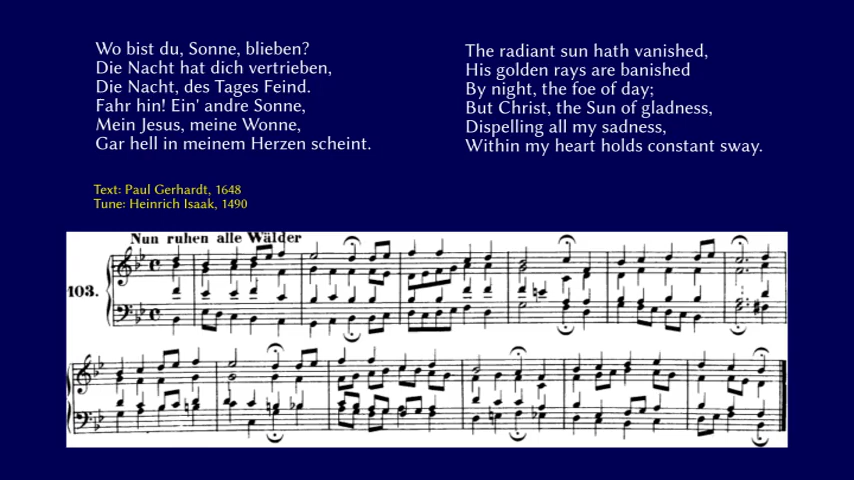 Wo bist du, Sonne, blieben?
Die Nacht hat dich vertrieben,
Die Nacht, des Tages Feind.
Fahr hin! Ein' andre Sonne,
Mein Jesus, meine Wonne,
Gar hell in meinem Herzen scheint.
The radiant sun hath vanished,
His golden rays are banished
By night, the foe of day;
But Christ, the Sun of gladness,
Dispelling all my sadness,
Within my heart holds constant sway.
Text: Paul Gerhardt, 1648
Tune: Heinrich Isaak, 1490
Nun ruhen alle Wälder
103.